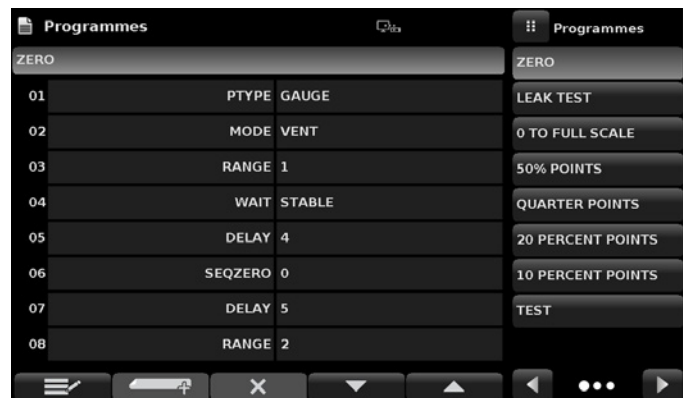 Programmes
ZERO
01 PTYPE GAUGE
02 MODE VENT
03 RANGE 1
04 WAIT STABLE
05 DELAY 4
06 SEQZERO 0
07 DELAY 5
08 RANGE 2
Programmes
ZERO
LEAK TEST
0 TO FULL SCALE
50% POINTS
QUARTER POINTS
20 PERCENT POINTS
10 PERCENT POINTS
TEST